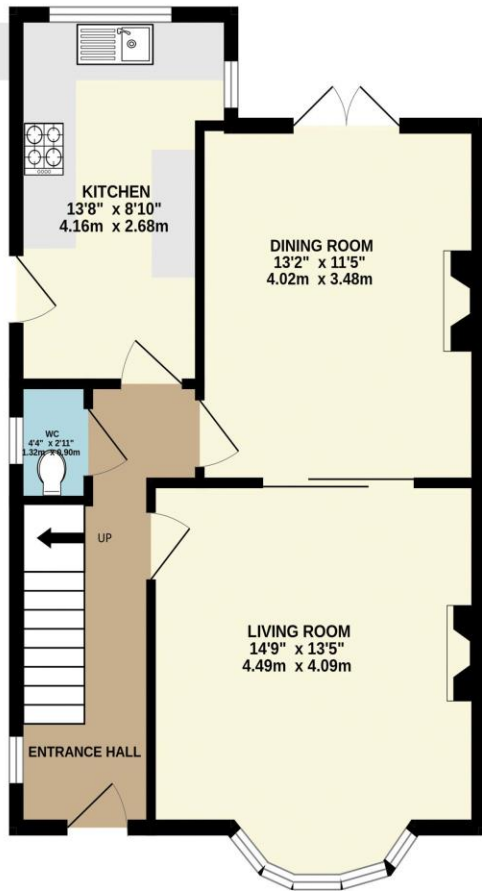 KITCHEN
13'8" x 8'10"
4.16m x 2.68m
DINING ROOM
13'2" x 11'5"
4.02m x 3.48m
WC
4'4" x 2'11"
1.32m x 0.90m
UP
LIVING ROOM
14'9" x 13'5"
4.49m x 4.09m
ENTRANCE HALL